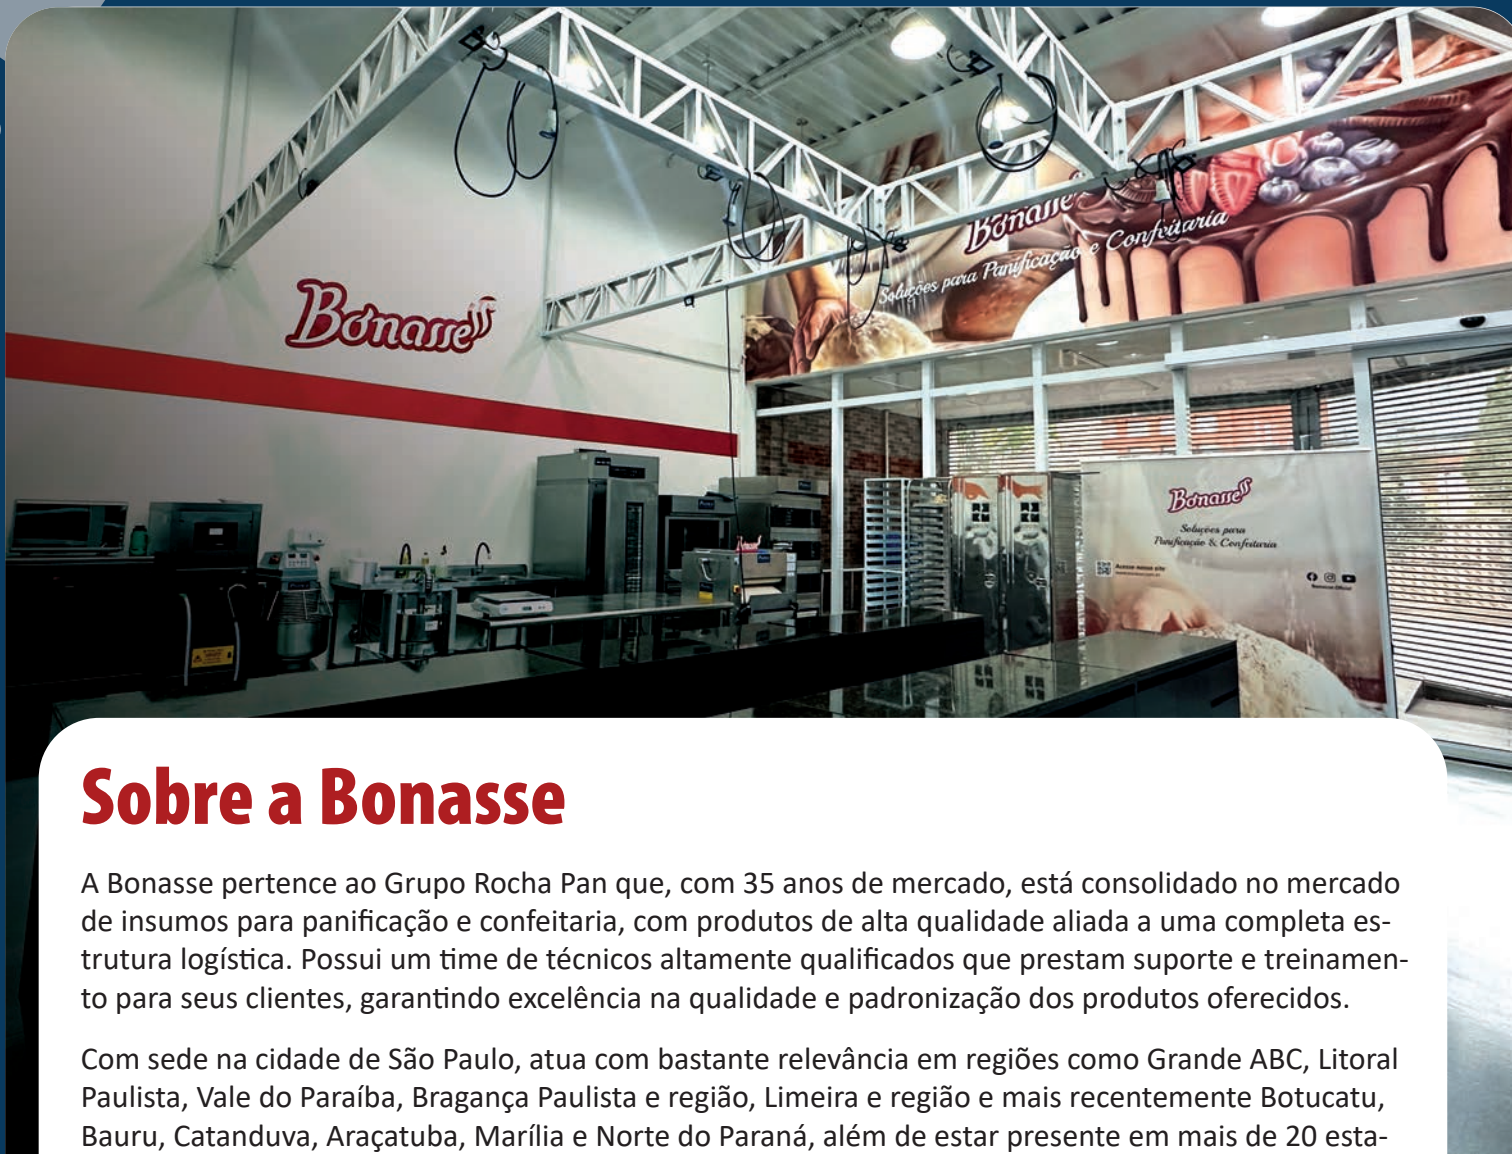 Bonasse
Bonasse
Soluções para Panificação e Confeitaria
Bonasse
Soluções para
Panificação & Confeitaria
Acesse nosso site
Sobre a Bonasse
A Bonasse pertence ao Grupo Rocha Pan que, com 35 anos de mercado, está consolidado no mercado
de insumos para panificação e confeitaria, com produtos de alta qualidade aliada a uma completa es-
trutura logística. Possui um time de técnicos altamente qualificados que prestam suporte e treinamen-
to para seus clientes, garantindo excelência na qualidade e padronização dos produtos oferecidos.
Com sede na cidade de São Paulo, atua com bastante relevância em regiões como Grande ABC, Litoral
Paulista, Vale do Paraíba, Bragança Paulista e região, Limeira e região e mais recentemente Botucatu,
Bauru, Catanduva, Araçatuba, Marília e Norte do Paraná, além de estar presente em mais de 20 esta-